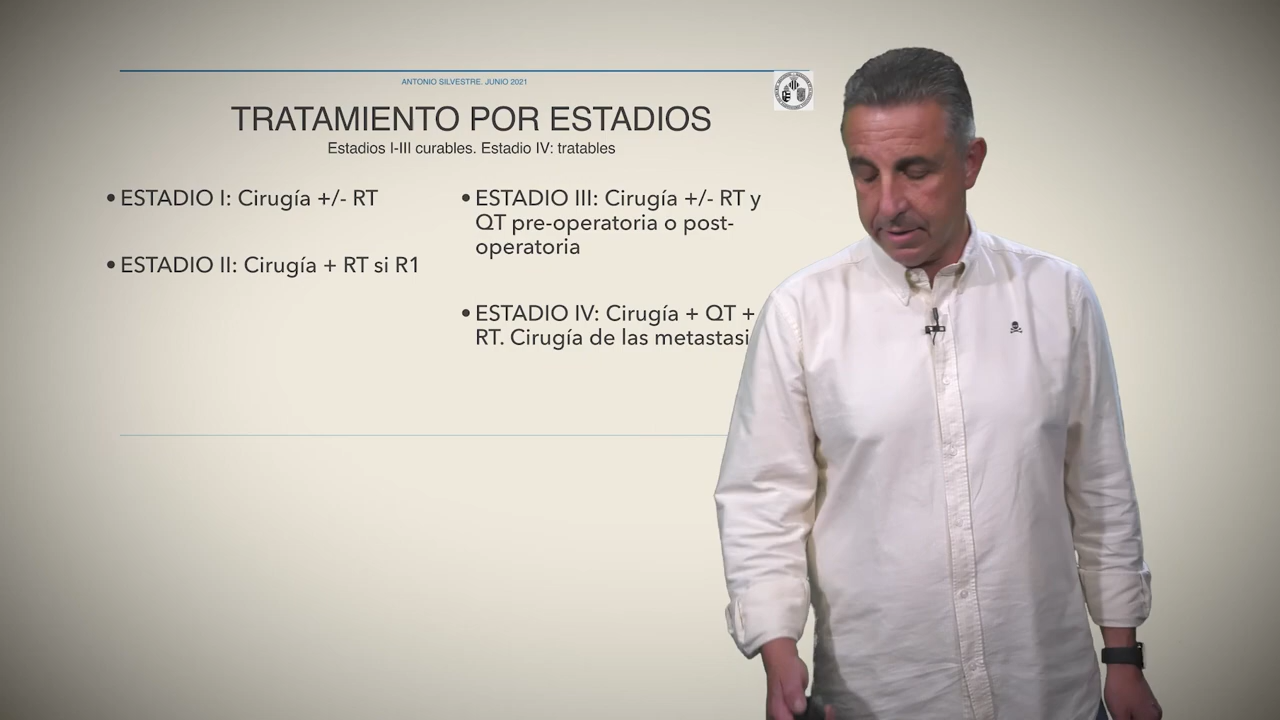 ANTONIO SILVESTRE. JUNIO 2021
TRATAMIENTO POR ESTADIOS
Estadios I-III curables. Estadio IV: tratables
• ESTADIO I: Cirugía +/- RT
• ESTADIO II: Cirugía + RT si R1
• ESTADIO III: Cirugía +/- RT y
QT pre-operatoria o post-
operatoria
• ESTADIO IV: Cirugía + QT +
RT. Cirugía de las metastasi